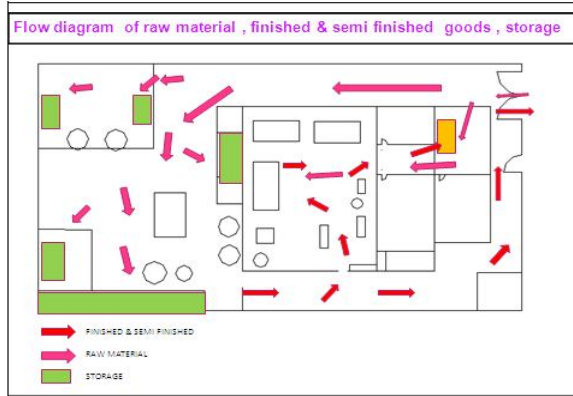 Flow diagram of raw material , finished & semi finished goods , storage
FINISHED & SEMI FINISHED
RAW MATERIAL
STORAGE